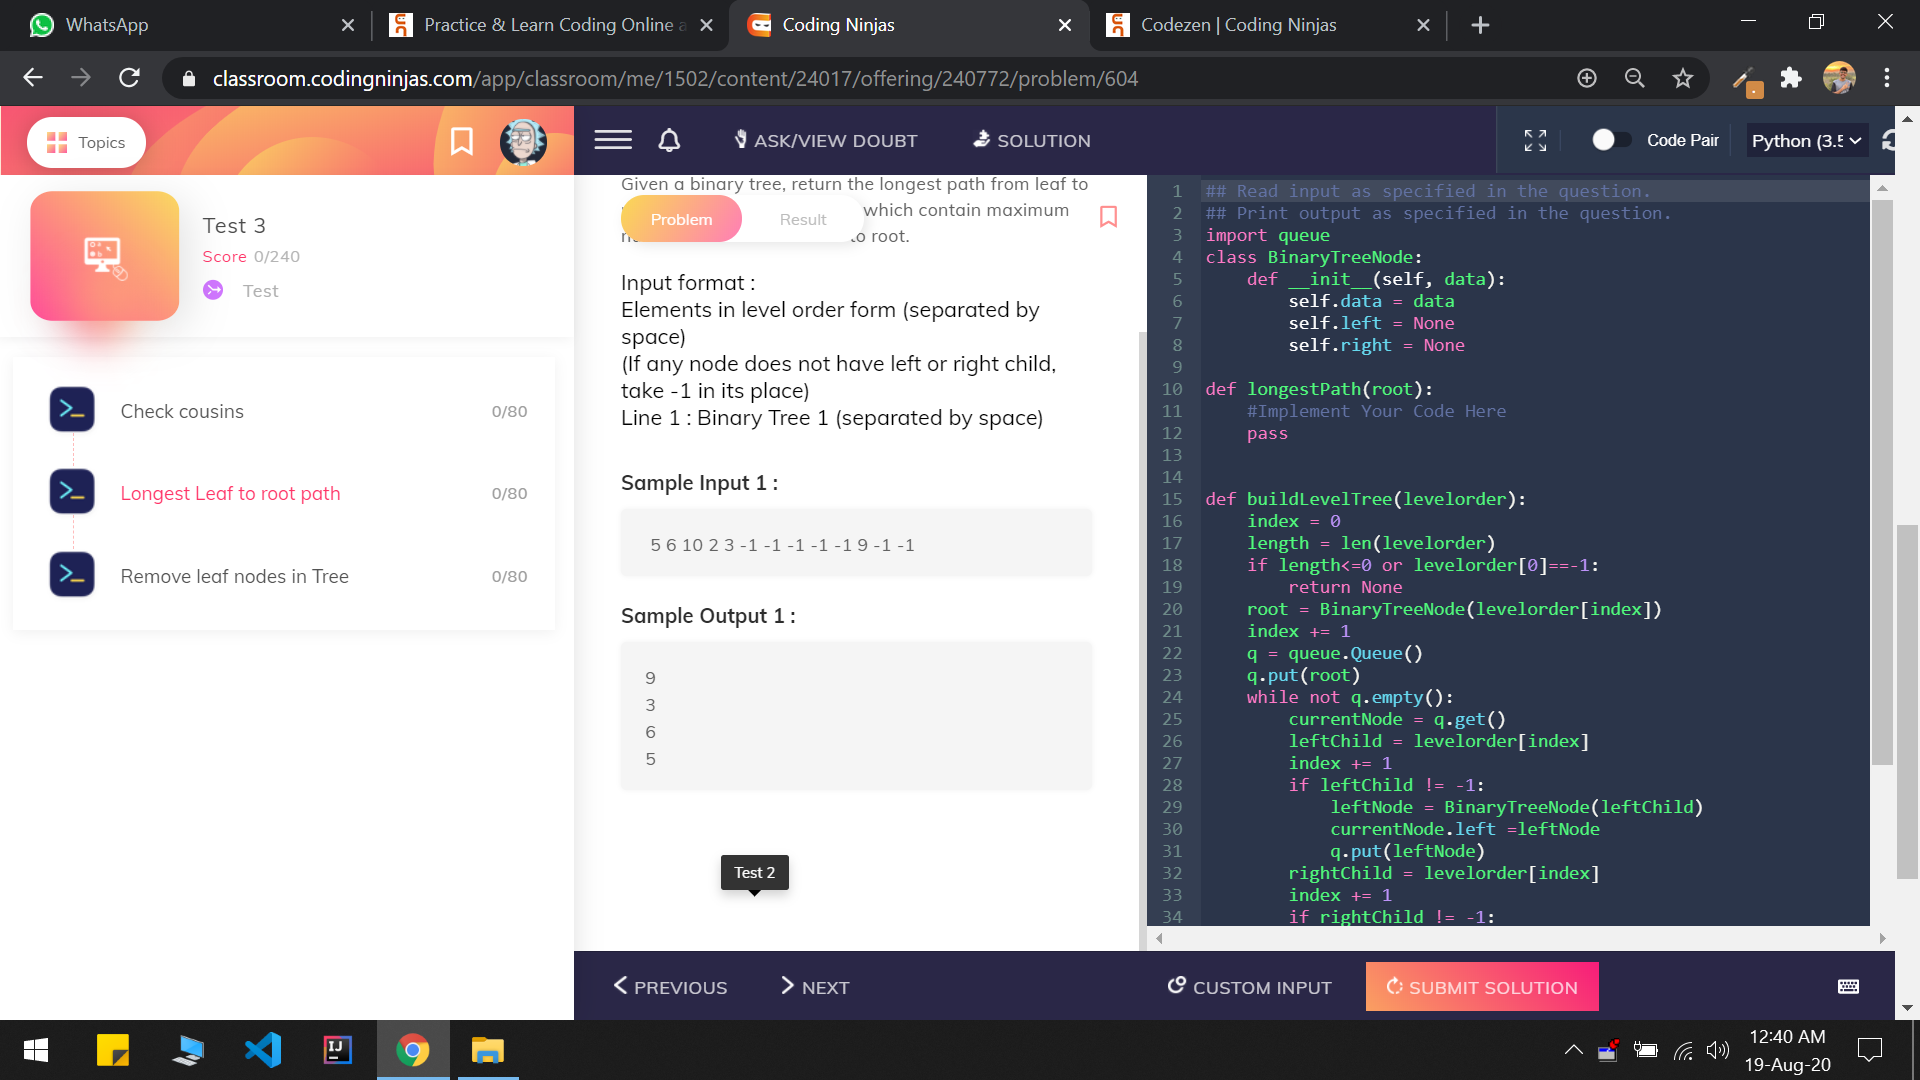 WhatsApp
Practice & Learn Coding Online a
Coding Ninjas
Codezen | Coding Ninjas
classroom.codingninjas.com/app/classroom/me/1502/content/24017/offering/240772/problem/604
Topics
Test 3
Score 0/240
Test
Check cousins 0/80
Longest Leaf to root path 0/80
Remove leaf nodes in Tree 0/80
ASK/VIEW DOUBT
SOLUTION
Code Pair
Python (3.5
Given a binary tree, return the longest path from leaf to
Problem
Result
which contain maximum
to root.
Input format :
Elements in level order form (separated by
space)
(If any node does not have left or right child,
take -1 in its place)
Line 1 : Binary Tree 1 (separated by space)
Sample Input 1 :
5 6 10 2 3 -1 -1 -1 -1 -1 9 -1 -1
Sample Output 1 :
9
3
6
5
Test 2
1 ## Read input as specified in the question.
2 ## Print output as specified in the question.
3 import queue
4 class BinaryTreeNode:
5     def __init__(self, data):
6         self.data = data
7         self.left = None
8         self.right = None
9
10 def longestPath(root):
11     #Implement Your Code Here
12     pass
13
14
15 def buildLevelTree(levelorder):
16     index = 0
17     length = len(levelorder)
18     if length<=0 or levelorder[0]==-1:
19         return None
20     root = BinaryTreeNode(levelorder[index])
21     index += 1
22     q = queue.Queue()
23     q.put(root)
24     while not q.empty():
25         currentNode = q.get()
26         leftChild = levelorder[index]
27         index += 1
28         if leftChild != -1:
29             leftNode = BinaryTreeNode(leftChild)
30             currentNode.left =leftNode
31             q.put(leftNode)
32         rightChild = levelorder[index]
33         index += 1
34         if rightChild != -1:
PREVIOUS
NEXT
CUSTOM INPUT
SUBMIT SOLUTION
12:40 AM
19-Aug-20